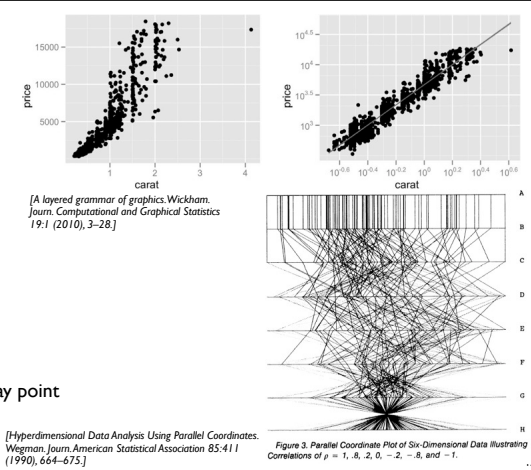 15000
10000
5000
price
1
2
3
4
carat
10^4.5
10^4
10^3.5
10^3
price
10^-0.6
10^-0.4
10^-0.2
10^0
10^0.2
10^0.4
10^0.6
carat
[A layered grammar of graphics. Wickham.
Journ. Computational and Graphical Statistics
19:1 (2010), 3–28.]
A
B
C
D
E
F
G
H
ay point
[Hyperdimensional Data Analysis Using Parallel Coordinates.
Wegman. Journ. American Statistical Association 85:411
(1990), 664–675.]
Figure 3. Parallel Coordinate Plot of Six-Dimensional Data Illustrating
Correlations of ρ = 1, .8, .2, 0, -.2, -.8, and -1.